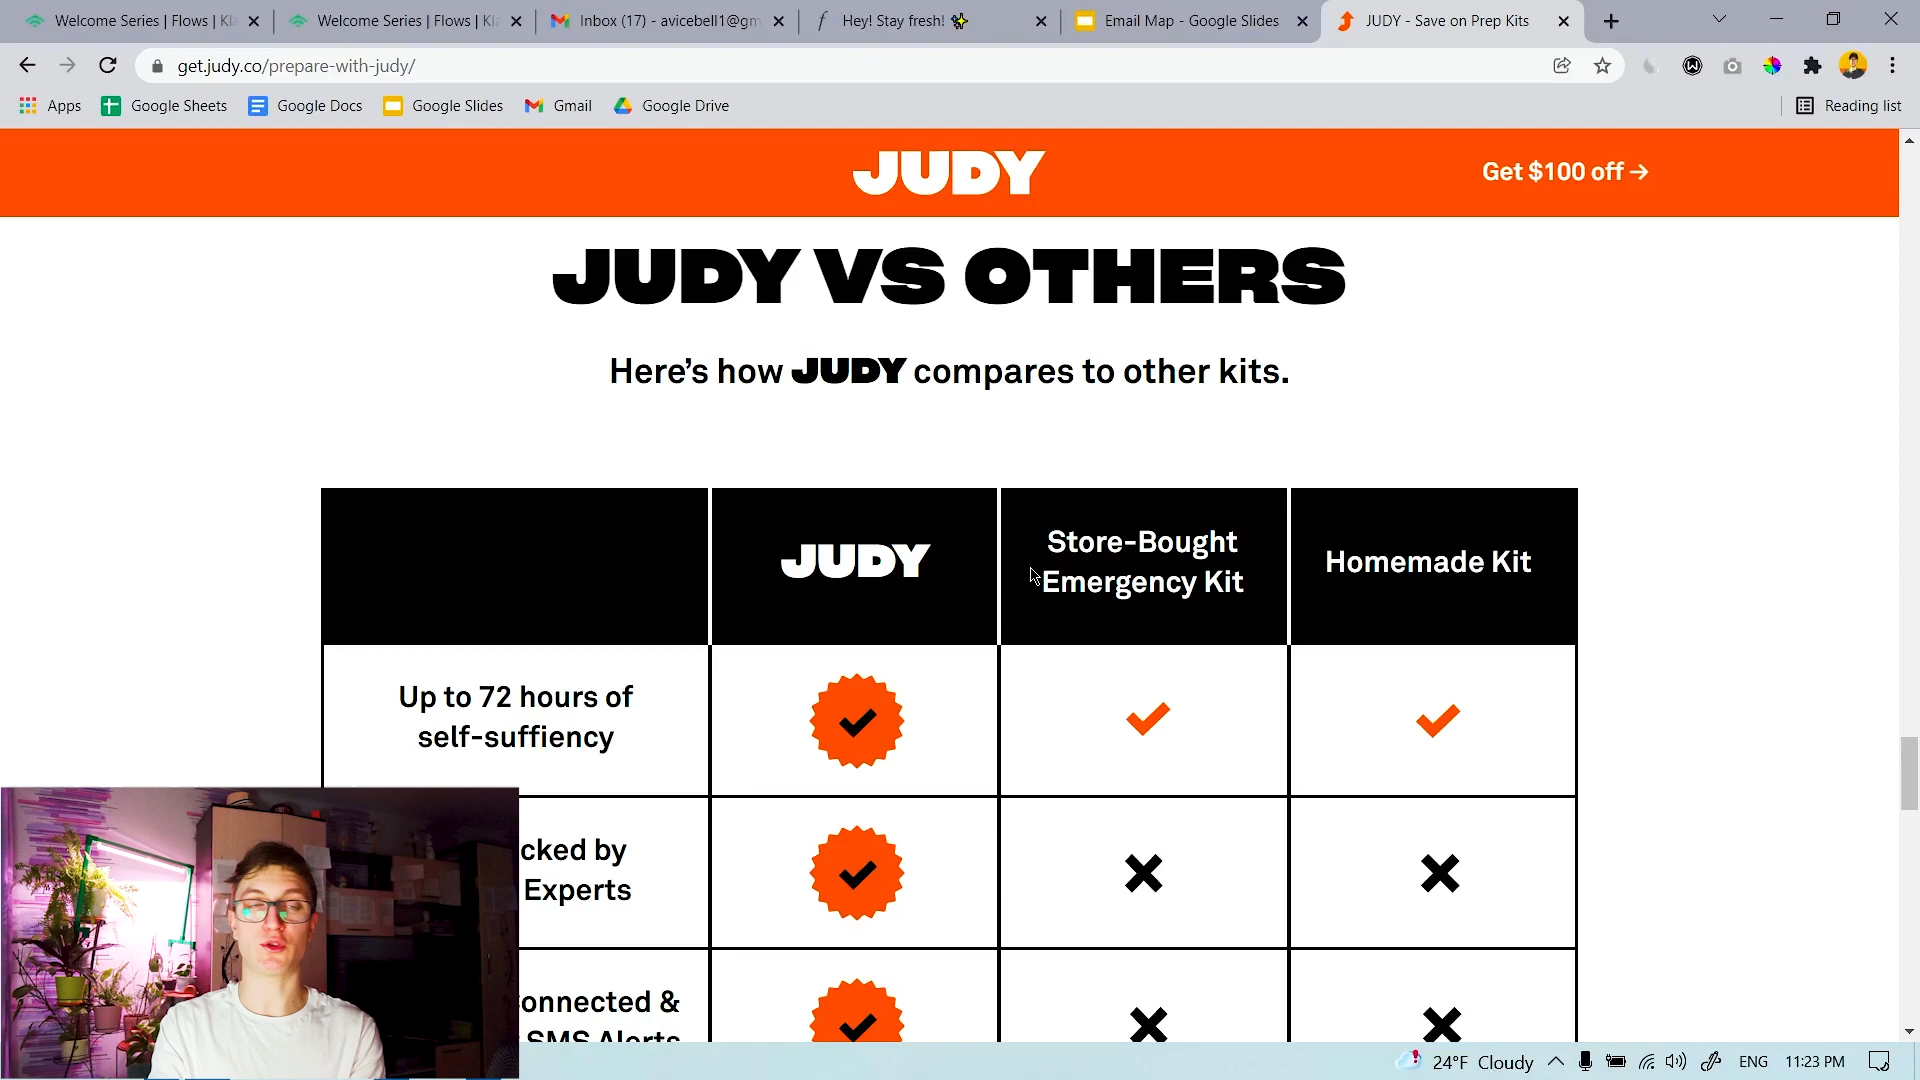 Welcome Series | Flows | Kla
Welcome Series | Flows | Kla
Inbox (17) - avicebell1@gm
Hey! Stay fresh! ✨
Email Map - Google Slides
JUDY - Save on Prep Kits
get.judy.co/prepare-with-judy/
Apps
Google Sheets
Google Docs
Google Slides
Gmail
Google Drive
Reading list
JUDY
Get $100 off →
JUDY VS OTHERS
Here's how JUDY compares to other kits.
JUDY
Store-Bought
Emergency Kit
Homemade Kit
Up to 72 hours of
self-suffiency
cked by
Experts
onnected &
SMS Alerts
24°F Cloudy
ENG
11:23 PM